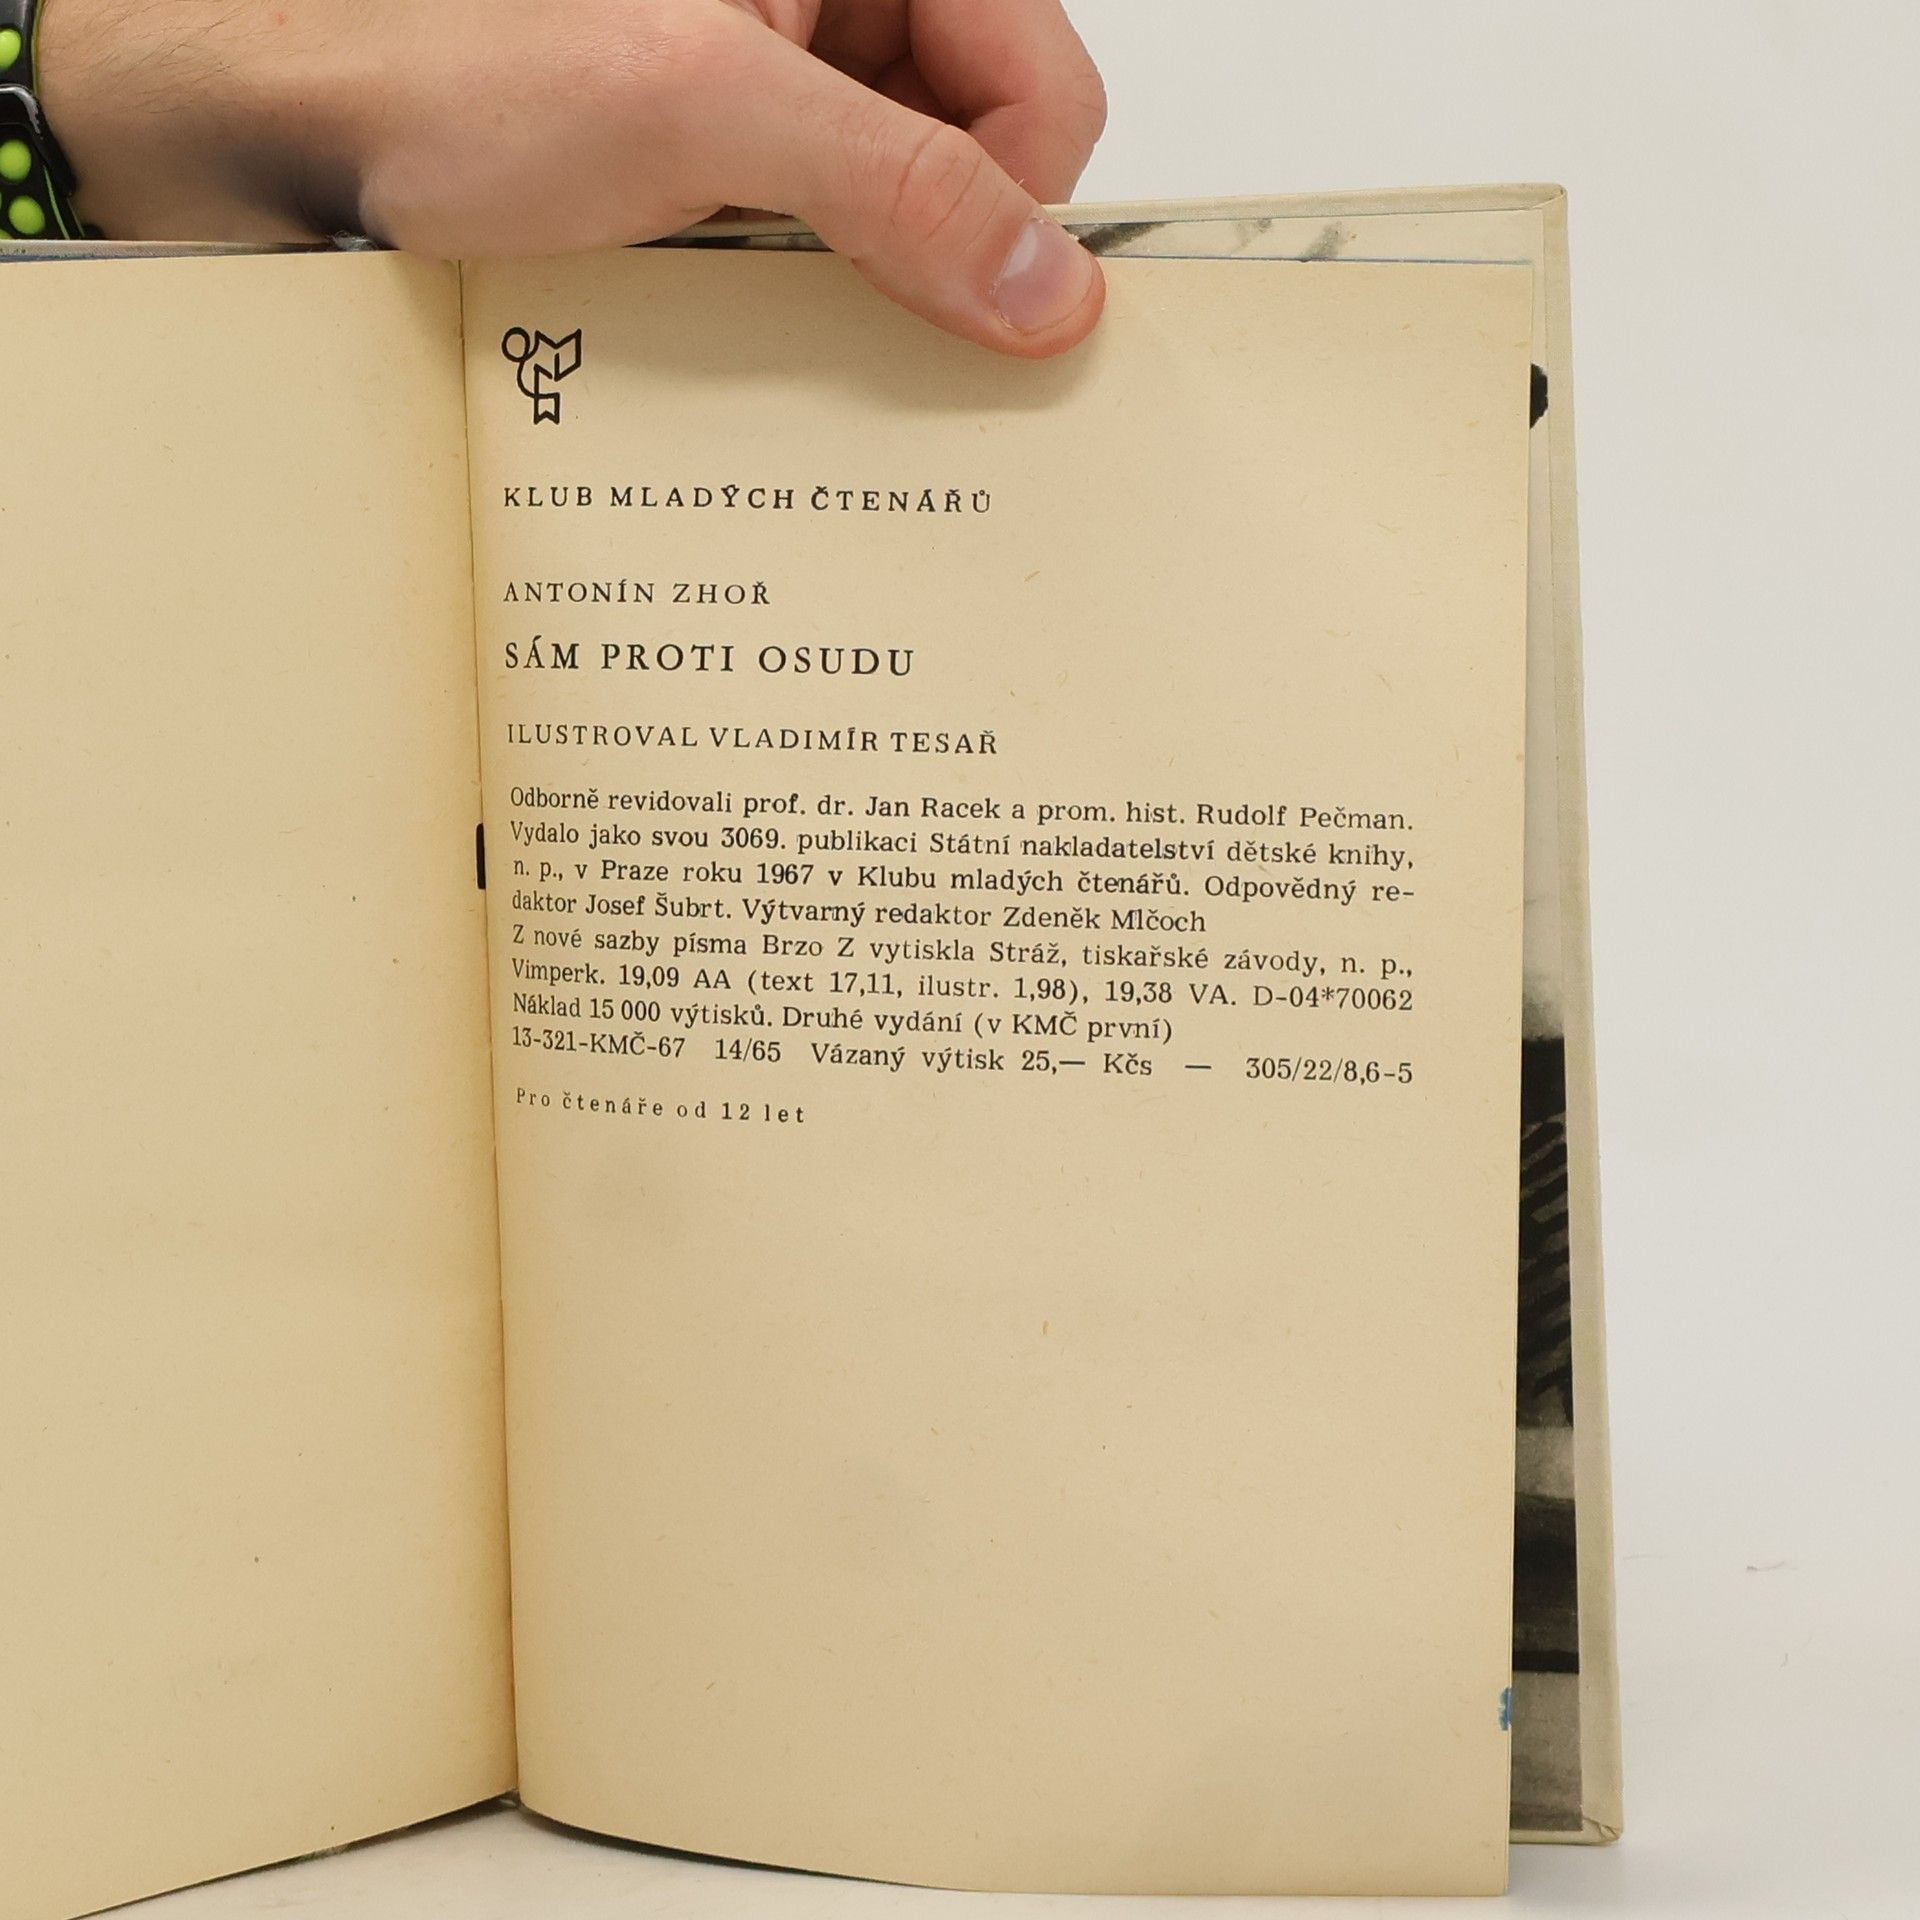 KLUB MLADÝCH ČTENÁŘŮ
ANTONÍN ZHOŘ
SÁM PROTI OSUDU
ILUSTROVAL VLADIMÍR TESAŘ
Odborně revidovali prof. dr. Jan Racek a prom. hist. Rudolf Pečman.
Vydalo jako svou 3069. publikaci Státní nakladatelství dětské knihy,
n. p., v Praze roku 1967 v Klubu mladých čtenářů. Odpovědný re-
daktor Josef Šubrt. Výtvarný redaktor Zdeněk Mlčoch
Z nové sazby písma Brzo Z vytiskla Stráž, tiskařské závody, n. p.,
Vimperk. 19,09 AA (text 17,11, ilustr. 1,98), 19,38 VA. D-04*70062
Náklad 15 000 výtisků. Druhé vydání (v KMČ první)
13-321-KMČ-67 14/65 Vázaný výtisk 25,— Kčs — 305/22/8,6-5
Pro čtenáře od 12 let